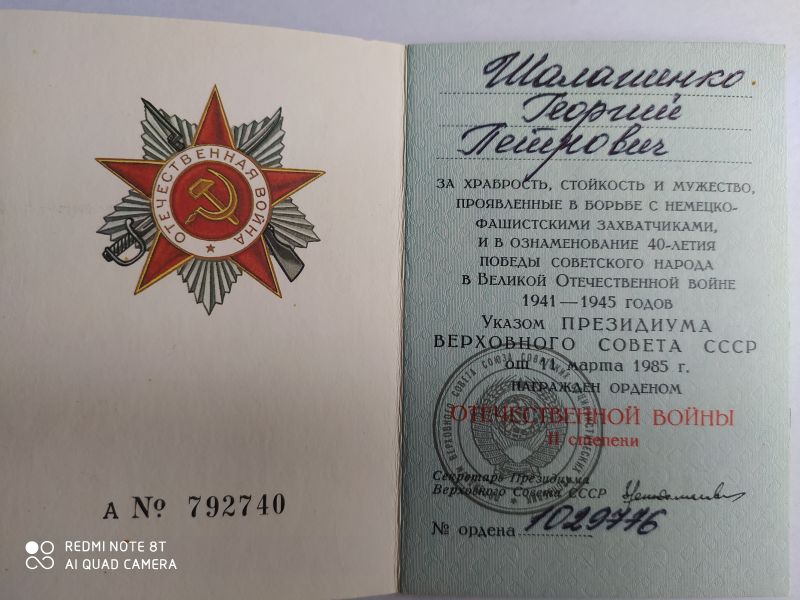 ОТЕЧЕСТВЕННАЯ ВОЙНА
А № 792740
REDMI NOTE 8T
AI QUAD CAMERA
Шалашенко
Георгий
Петрович
ЗА ХРАБРОСТЬ, СТОЙКОСТЬ И МУЖЕСТВО,
ПРОЯВЛЕННЫЕ В БОРЬБЕ С НЕМЕЦКО-
ФАШИСТСКИМИ ЗАХВАТЧИКАМИ,
И В ОЗНАМЕНОВАНИЕ 40-ЛЕТИЯ
ПОБЕДЫ СОВЕТСКОГО НАРОДА
В ВЕЛИКОЙ ОТЕЧЕСТВЕННОЙ ВОЙНЕ
1941—1945 ГОДОВ
УКАЗОМ ПРЕЗИДИУМА
ВЕРХОВНОГО СОВЕТА СССР
от 11 марта 1985 г.
НАГРАЖДЕН ОРДЕНОМ
ОТЕЧЕСТВЕННОЙ ВОЙНЫ
II степени
Секретарь Президиума
Верховного Совета СССР
№ ордена 1029776